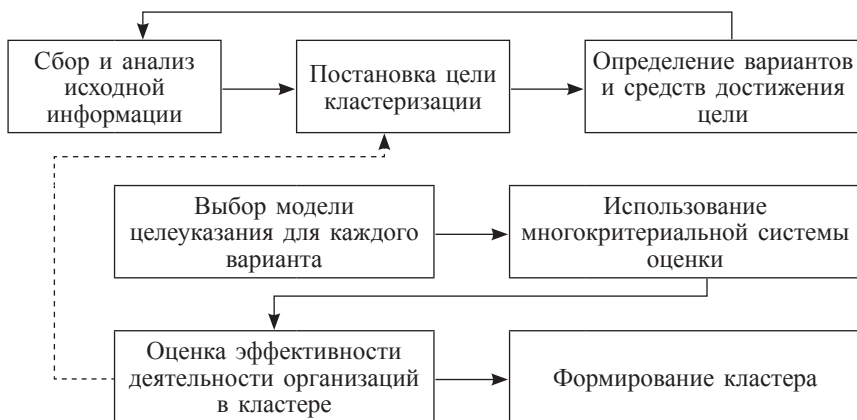 Сбор и анализ
исходной
информации
Постановка цели
кластеризации
Определение вариантов
и средств достижения
цели
Выбор модели
целеуказания для каждого
варианта
Использование
многокритериальной системы
оценки
Оценка эффективности
деятельности организаций
в кластере
Формирование кластера